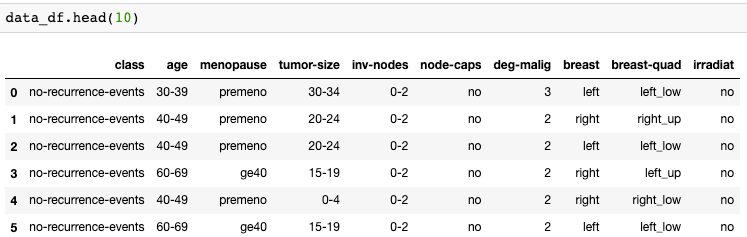 data_df.head(10)
class age menopause tumor-size inv-nodes node-caps deg-malig breast breast-quad irradiat
0 no-recurrence-events 30-39 premeno 30-34 0-2 no 3 left left_low no
1 no-recurrence-events 40-49 premeno 20-24 0-2 no 2 right right_up no
2 no-recurrence-events 40-49 premeno 20-24 0-2 no 2 left left_low no
3 no-recurrence-events 60-69 ge40 15-19 0-2 no 2 right left_up no
4 no-recurrence-events 40-49 premeno 0-4 0-2 no 2 right right_low no
5 no-recurrence-events 60-69 ge40 15-19 0-2 no 2 left left_low no